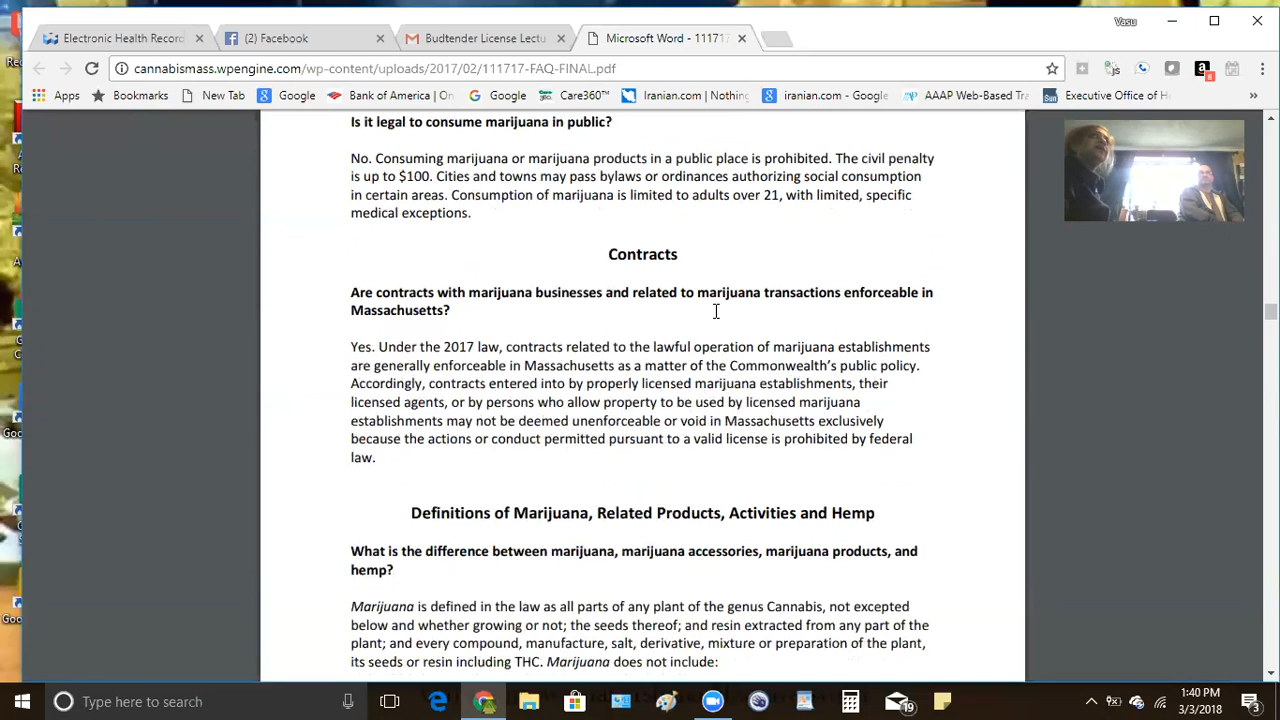 Vasu
Electronic Health Record
(2) Facebook
Budtender License Lectu
Microsoft Word - 11171
cannabismass.wpengine.com/wp-content/uploads/2017/02/111717-FAQ-FINAL.pdf
Apps
Bookmarks
New Tab
Google
Bank of America | On
Google
Care360™
Iranian.com | Nothing
iranian.com - Google
AAAP Web-Based Tra
Executive Office of He
Is it legal to consume marijuana in public?
No. Consuming marijuana or marijuana products in a public place is prohibited. The civil penalty
is up to $100. Cities and towns may pass bylaws or ordinances authorizing social consumption
in certain areas. Consumption of marijuana is limited to adults over 21, with limited, specific
medical exceptions.
Contracts
Are contracts with marijuana businesses and related to marijuana transactions enforceable in
Massachusetts?
Yes. Under the 2017 law, contracts related to the lawful operation of marijuana establishments
are generally enforceable in Massachusetts as a matter of the Commonwealth’s public policy.
Accordingly, contracts entered into by properly licensed marijuana establishments, their
licensed agents, or by persons who allow property to be used by licensed marijuana
establishments may not be deemed unenforceable or void in Massachusetts exclusively
because the actions or conduct permitted pursuant to a valid license is prohibited by federal
law.
Definitions of Marijuana, Related Products, Activities and Hemp
What is the difference between marijuana, marijuana accessories, marijuana products, and
hemp?
Marijuana is defined in the law as all parts of any plant of the genus Cannabis, not excepted
below and whether growing or not; the seeds thereof; and resin extracted from any part of the
plant; and every compound, manufacture, salt, derivative, mixture or preparation of the plant,
its seeds or resin including THC. Marijuana does not include:
Type here to search
19
1:40 PM
3/3/2018
3